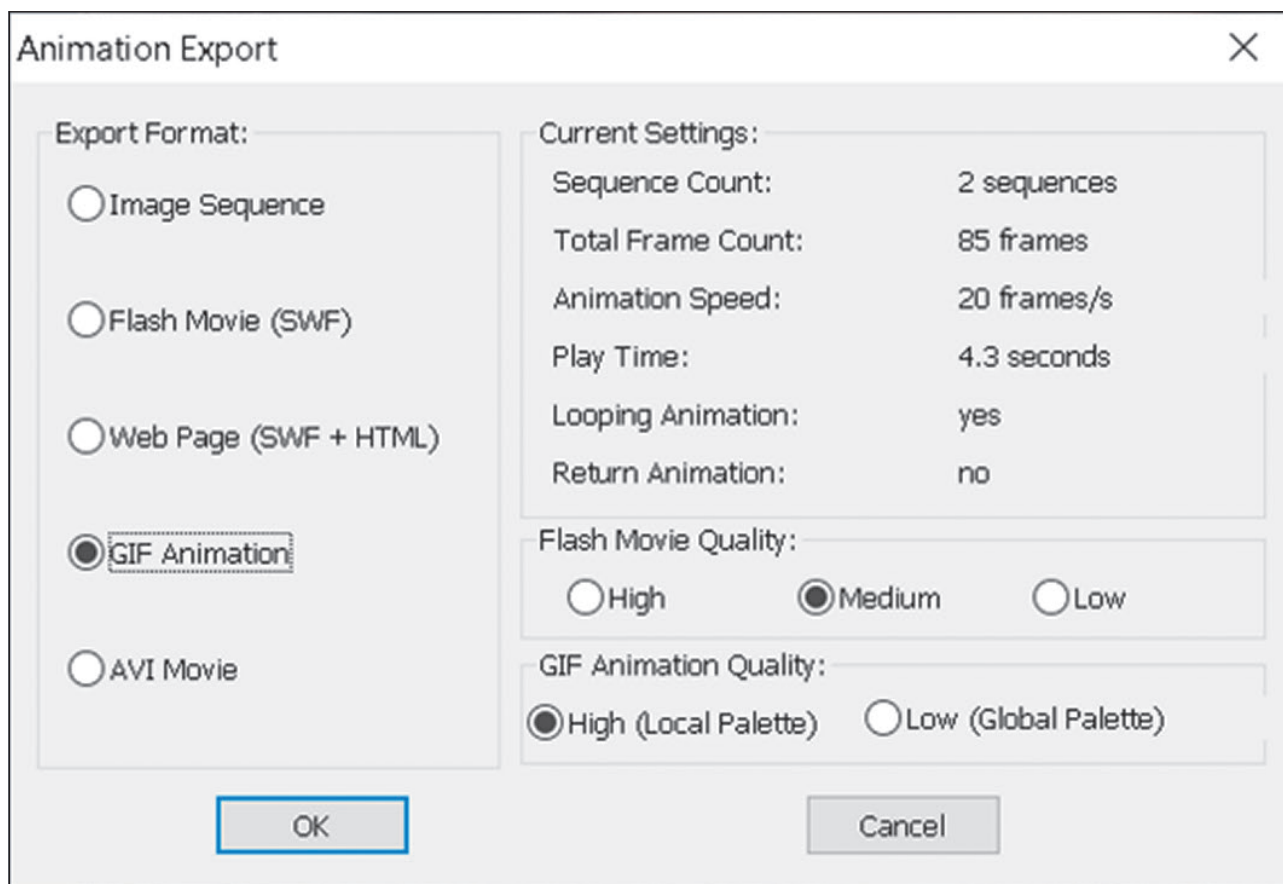 Animation Export
Export Format:
Image Sequence
Flash Movie (SWF)
Web Page (SWF + HTML)
GIF Animation
AVI Movie
Current Settings:
Sequence Count: 2 sequences
Total Frame Count: 85 frames
Animation Speed: 20 frames/s
Play Time: 4.3 seconds
Looping Animation: yes
Return Animation: no
Flash Movie Quality:
High Medium Low
GIF Animation Quality:
High (Local Palette) Low (Global Palette)
OK Cancel